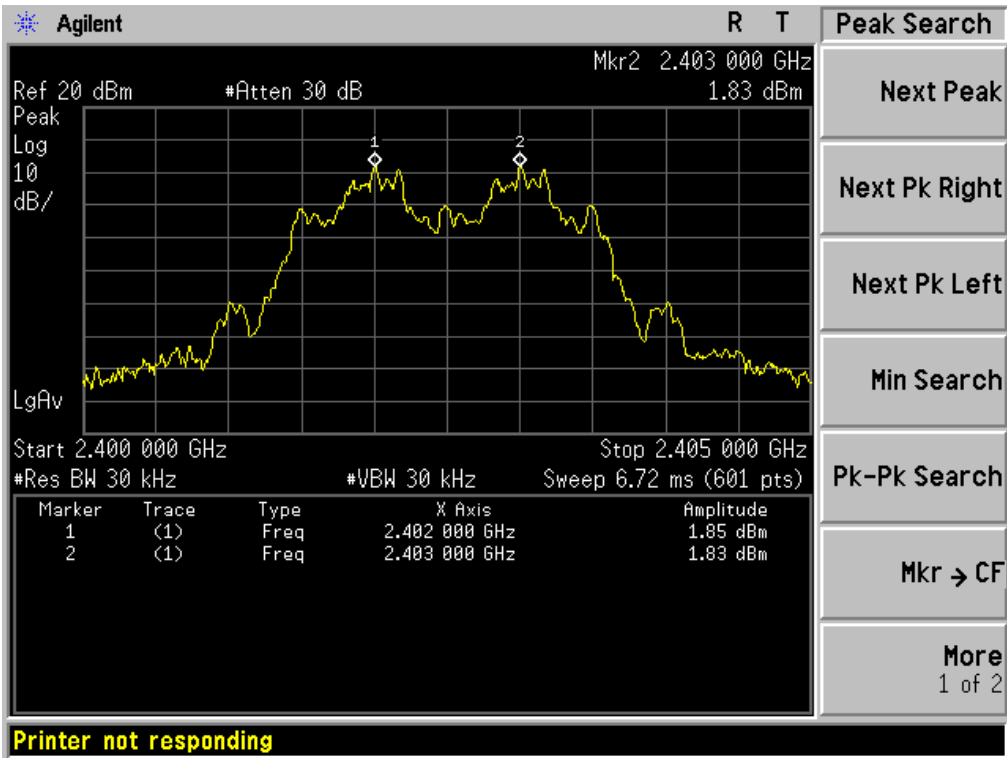 Agilent R T
Peak Search
Mkr2 2.403 000 GHz
Ref 20 dBm #Atten 30 dB 1.83 dBm
Peak
Log
10
dB/
1 2
LgAv
Start 2.400 000 GHz Stop 2.405 000 GHz
#Res BW 30 kHz #VBW 30 kHz Sweep 6.72 ms (601 pts)
Marker Trace Type X Axis Amplitude
1 (1) Freq 2.402 000 GHz 1.85 dBm
2 (1) Freq 2.403 000 GHz 1.83 dBm
Next Peak
Next Pk Right
Next Pk Left
Min Search
Pk-Pk Search
Mkr → CF
More
1 of 2
Printer not responding